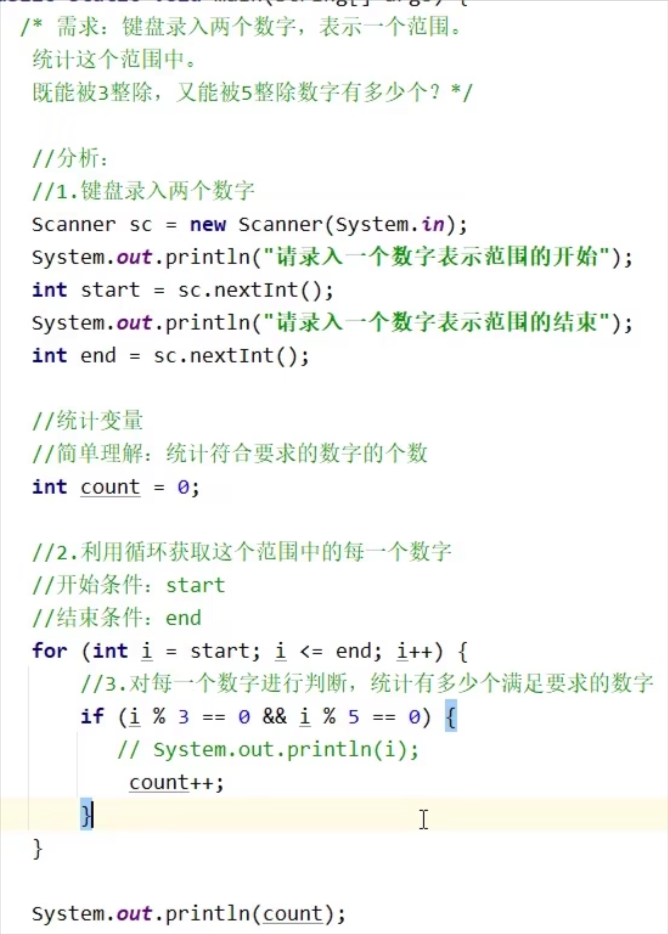 public static void main(String[] args) {
/* 需求：键盘录入两个数字，表示一个范围。
统计这个范围中。
既能被3整除，又能被5整除数字有多少个？*/
//分析：
//1.键盘录入两个数字
Scanner sc = new Scanner(System.in);
System.out.println("请录入一个数字表示范围的开始");
int start = sc.nextInt();
System.out.println("请录入一个数字表示范围的结束");
int end = sc.nextInt();
//统计变量
//简单理解：统计符合要求的数字的个数
int count = 0;
//2.利用循环获取这个范围中的每一个数字
//开始条件：start
//结束条件：end
for (int i = start; i <= end; i++) {
//3.对每一个数字进行判断，统计有多少个满足要求的数字
if (i % 3 == 0 && i % 5 == 0) {
// System.out.println(i);
count++;
}
}
System.out.println(count);